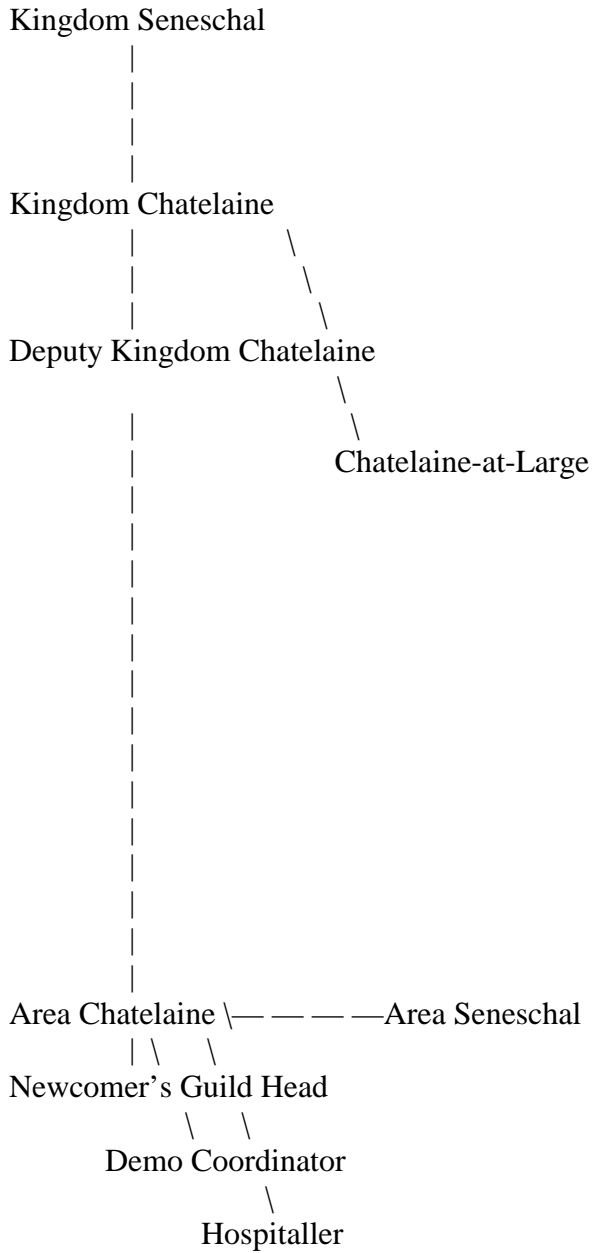 Kingdom Seneschal
Kingdom Chatelaine
Deputy Kingdom Chatelaine
Chatelaine-at-Large
Area Chatelaine \— — — —Area Seneschal
Newcomer’s Guild Head
Demo Coordinator
Hospitaller